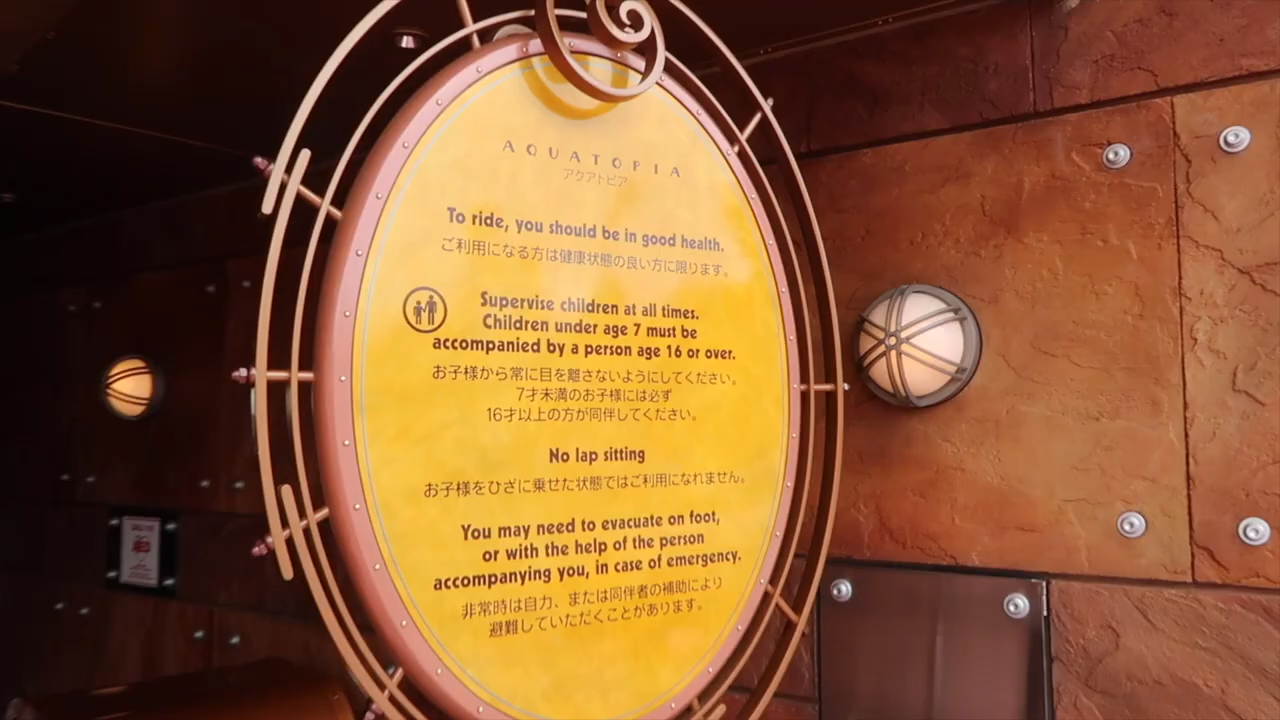 AQUATOPIA
アクアトピア
To ride, you should be in good health.
ご利用になる方は健康状態の良い方に限ります。
Supervise children at all times.
Children under age 7 must be
accompanied by a person age 16 or over.
お子様から常に目を離さないようにしてください。
7才未満のお子様には必ず
16才以上の方が同伴してください。
No lap sitting
お子様をひざに乗せた状態ではご利用になれません。
You may need to evacuate on foot,
or with the help of the person
accompanying you, in case of emergency.
非常時は自力、または同伴者の補助により
避難していただくことがあります。